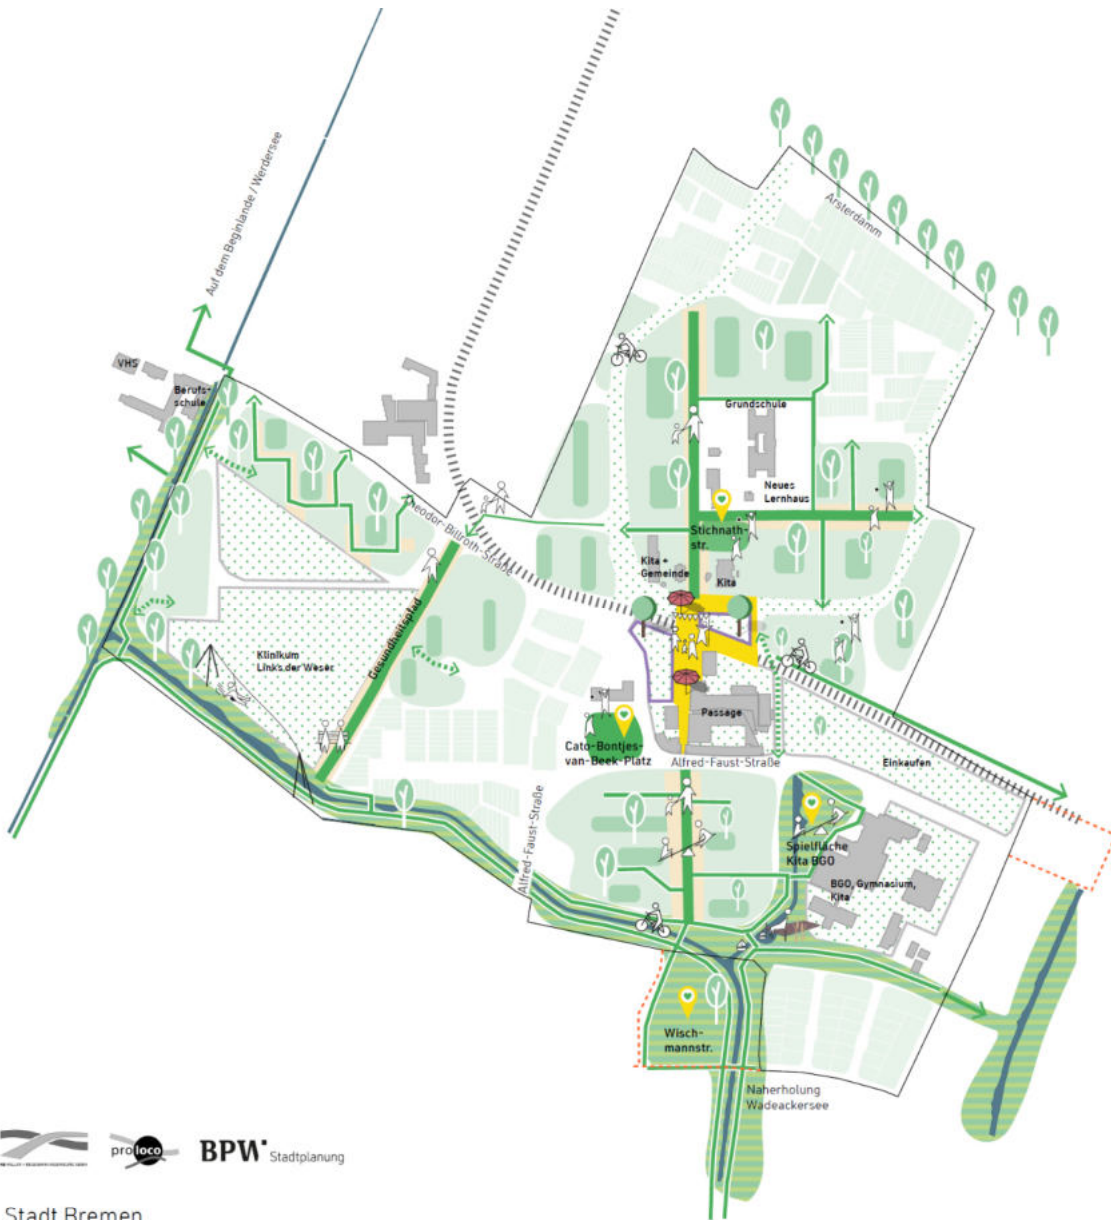 Auf dem Beginlande / Werdersee
Arsterdamm
VHS
Berufs-
schule
Grundschule
Neues
Lernhaus
Theodor-Billroth-Straße
Stichnath-
str.
Kita +
Gemeinde
Kita
Gesundheitspfad
Klinikum
Links der Weser
Passage
Cato-Bontjes-
van-Beek-Platz
Alfred-Faust-Straße
Einkaufen
Alfred-Faust-Straße
Spielfläche
Kita BGO
BGO, Gymnasium,
Kita
Wisch-
mannstr.
Naherholung
Wadeackersee
proloco
BPW Stadtplanung
Stadt Bremen